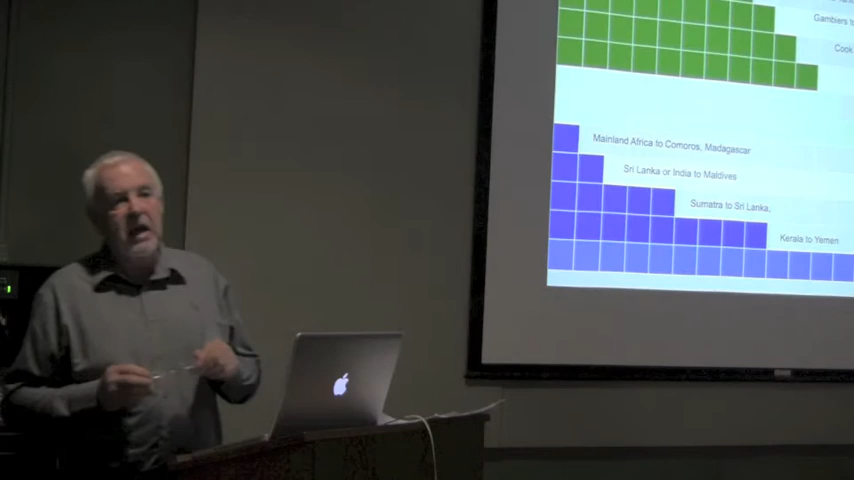 Gambiers
Cook
Mainland Africa to Comoros, Madagascar
Sri Lanka or India to Maldives
Sumatra to Sri Lanka,
Kerala to Yemen